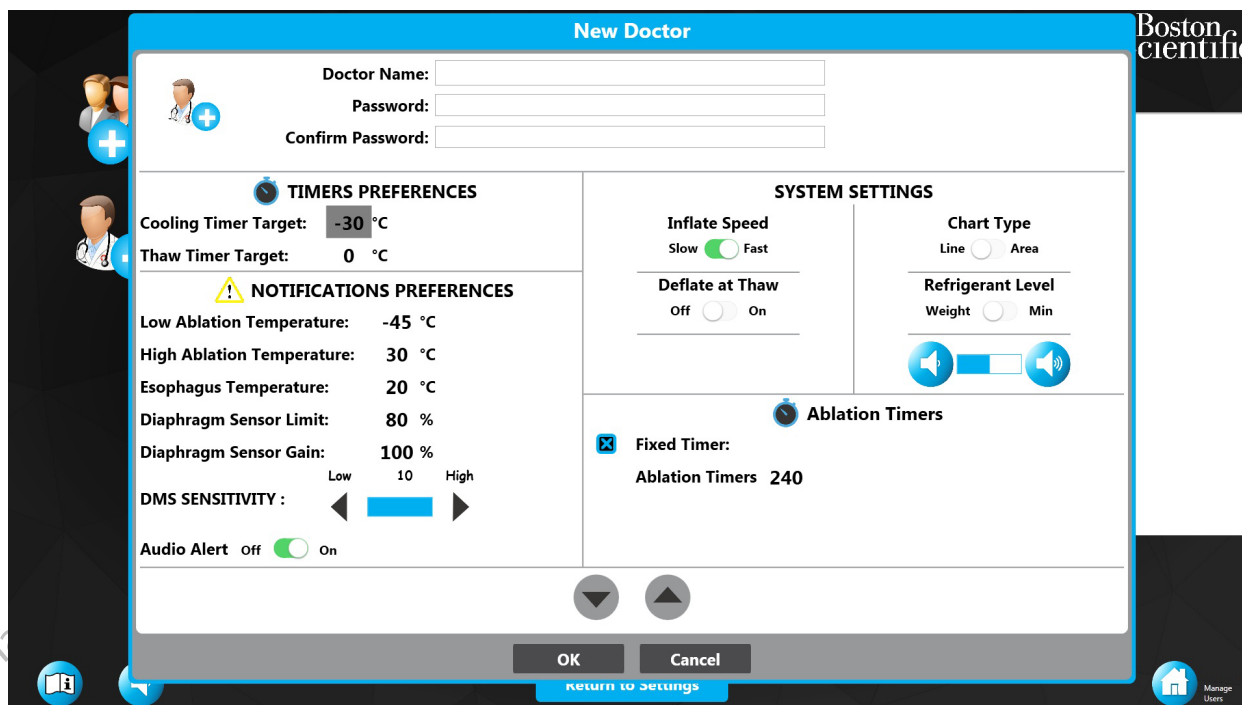 New Doctor
Boston
cientific
Doctor Name:
Password:
Confirm Password:
TIMERS PREFERENCES
Cooling Timer Target: -30 °C
Thaw Timer Target: 0 °C
NOTIFICATIONS PREFERENCES
Low Ablation Temperature: -45 °C
High Ablation Temperature: 30 °C
Esophagus Temperature: 20 °C
Diaphragm Sensor Limit: 80 %
Diaphragm Sensor Gain: 100 %
Low 10 High
DMS SENSITIVITY :
Audio Alert Off On
SYSTEM SETTINGS
Inflate Speed
Slow Fast
Deflate at Thaw
Off On
Chart Type
Line Area
Refrigerant Level
Weight Min
Ablation Timers
Fixed Timer:
Ablation Timers 240
OK Cancel
Return to Settings
Manage
Users